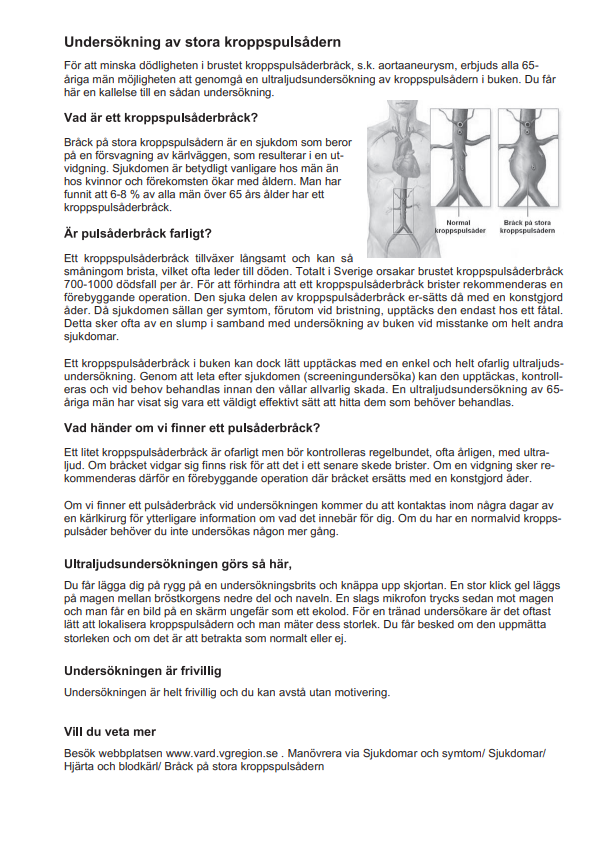 Undersökning av stora kroppspulsådern
För att minska dödligheten i brustet kroppspulsåderbråck, s.k. aortaaneurysm, erbjuds alla 65-
åriga män möjligheten att genomgå en ultraljudsundersökning av kroppspulsådern i buken. Du får
här en kallelse till en sådan undersökning.
Vad är ett kroppspulsåderbråck?
Bråck på stora kroppspulsådern är en sjukdom som beror
på en försvagning av kärlväggen, som resulterar i en ut-
vidgning. Sjukdomen är betydligt vanligare hos män än
hos kvinnor och förekomsten ökar med åldern. Man har
funnit att 6-8 % av alla män över 65 års ålder har ett
kroppspulsåderbråck.
Normal
kroppspulsåder
Bråck på stora
kroppspulsådern
Är pulsåderbråck farligt?
Ett kroppspulsåderbråck tillväxer långsamt och kan så
småningom brista, vilket ofta leder till döden. Totalt i Sverige orsakar brustet kroppspulsåderbråck
700-1000 dödsfall per år. För att förhindra att ett kroppspulsåderbråck brister rekommenderas en
förebyggande operation. Den sjuka delen av kroppspulsåderbråck er-sätts då med en konstgjord
åder. Då sjukdomen sällan ger symtom, förutom vid bristning, upptäcks den endast hos ett fåtal.
Detta sker ofta av en slump i samband med undersökning av buken vid misstanke om helt andra
sjukdomar.
Ett kroppspulsåderbråck i buken kan dock lätt upptäckas med en enkel och helt ofarlig ultraljuds-
undersökning. Genom att leta efter sjukdomen (screeningundersöka) kan den upptäckas, kontroll-
eras och vid behov behandlas innan den vållar allvarlig skada. En ultraljudsundersökning av 65-
åriga män har visat sig vara ett väldigt effektivt sätt att hitta dem som behöver behandlas.
Vad händer om vi finner ett pulsåderbråck?
Ett litet kroppspulsåderbråck är ofarligt men bör kontrolleras regelbundet, ofta årligen, med ultra-
ljud. Om bråcket vidgar sig finns risk för att det i ett senare skede brister. Om en vidgning sker re-
kommenderas därför en förebyggande operation där bråcket ersätts med en konstgjord åder.
Om vi finner ett pulsåderbråck vid undersökningen kommer du att kontaktas inom några dagar av
en kärlkirurg för ytterligare information om vad det innebär för dig. Om du har en normalvid kropps-
pulsåder behöver du inte undersökas någon mer gång.
Ultraljudsundersökningen görs så här,
Du får lägga dig på rygg på en undersökningsbrits och knäppa upp skjortan. En stor klick gel läggs
på magen mellan bröstkorgens nedre del och naveln. En slags mikrofon trycks sedan mot magen
och man får en bild på en skärm ungefär som ett ekolod. För en tränad undersökare är det oftast
lätt att lokalisera kroppspulsådern och man mäter dess storlek. Du får besked om den uppmätta
storleken och om det är att betrakta som normalt eller ej.
Undersökningen är frivillig
Undersökningen är helt frivillig och du kan avstå utan motivering.
Vill du veta mer
Besök webbplatsen www.vard.vgregion.se . Manövrera via Sjukdomar och symtom/ Sjukdomar/
Hjärta och blodkärl/ Bråck på stora kroppspulsådern